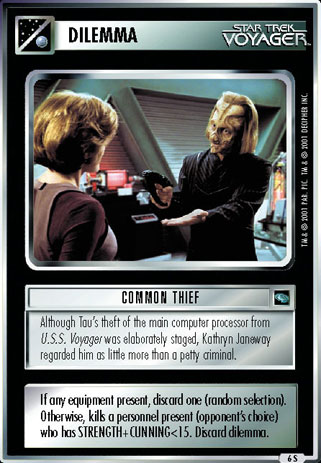 DILEMMA
STAR TREK
VOYAGER™
TM & © 2001 PAR. PIC. TM & © 2001 DECIPHER INC.
COMMON THIEF
Although Tau's theft of the main computer processor from
U.S.S. Voyager was elaborately staged, Kathryn Janeway
regarded him as little more than a petty criminal.
If any equipment present, discard one (random selection).
Otherwise, kills a personnel present (opponent's choice)
who has STRENGTH+CUNNING<15. Discard dilemma.
6 S